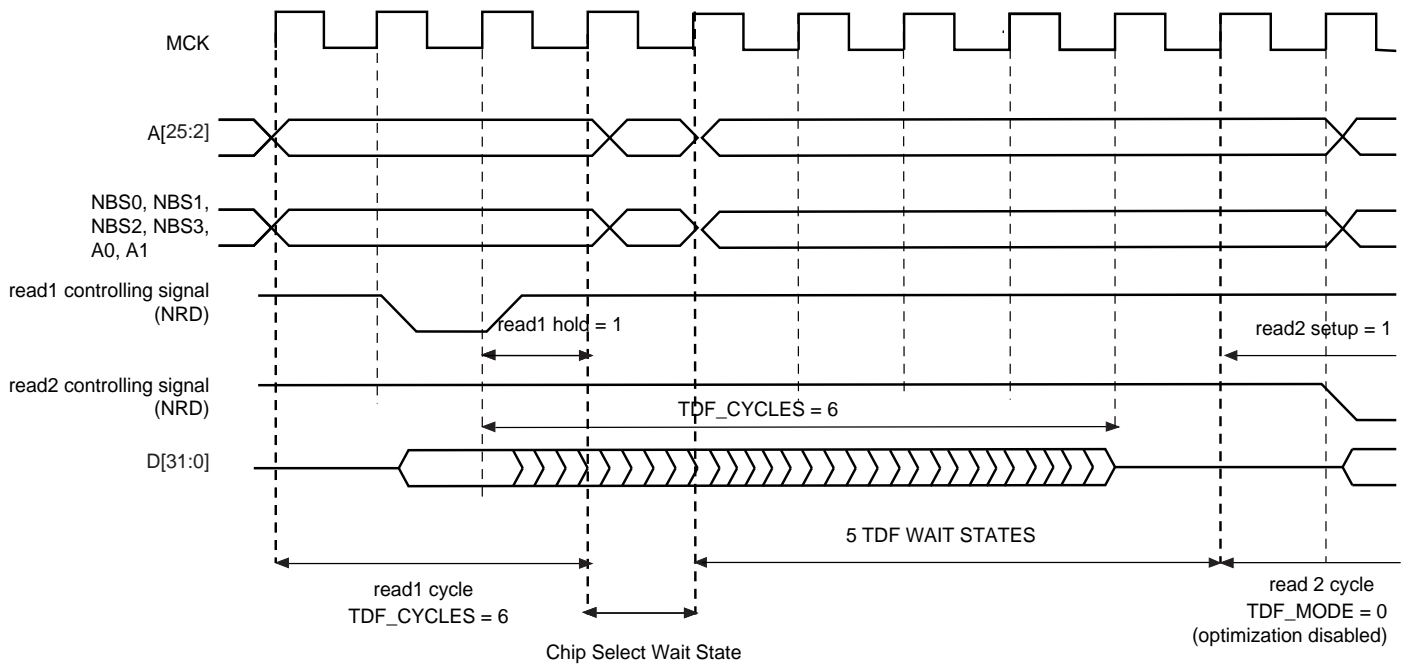 MCK
A[25:2]
NBS0, NBS1,
NBS2, NBS3,
A0, A1
read1 controlling signal
(NRD)
read1 hold = 1
read2 setup = 1
read2 controlling signal
(NRD)
TDF_CYCLES = 6
D[31:0]
5 TDF WAIT STATES
read1 cycle
TDF_CYCLES = 6
read 2 cycle
TDF_MODE = 0
(optimization disabled)
Chip Select Wait State